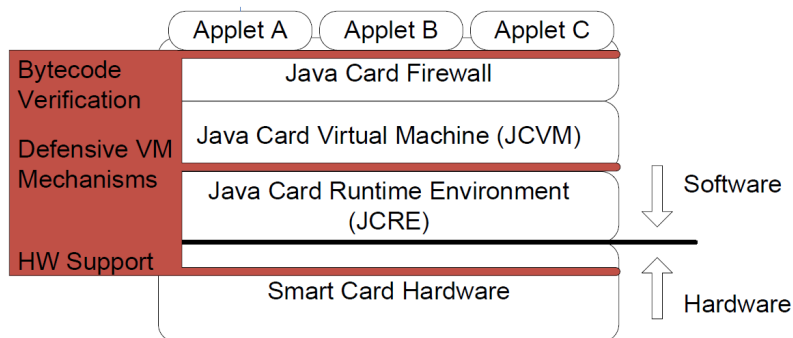 Applet A
Applet B
Applet C
Bytecode
Verification
Java Card Firewall
Java Card Virtual Machine (JCVM)
Defensive VM
Mechanisms
Java Card Runtime Environment
(JCRE)
Software
HW Support
Smart Card Hardware
Hardware